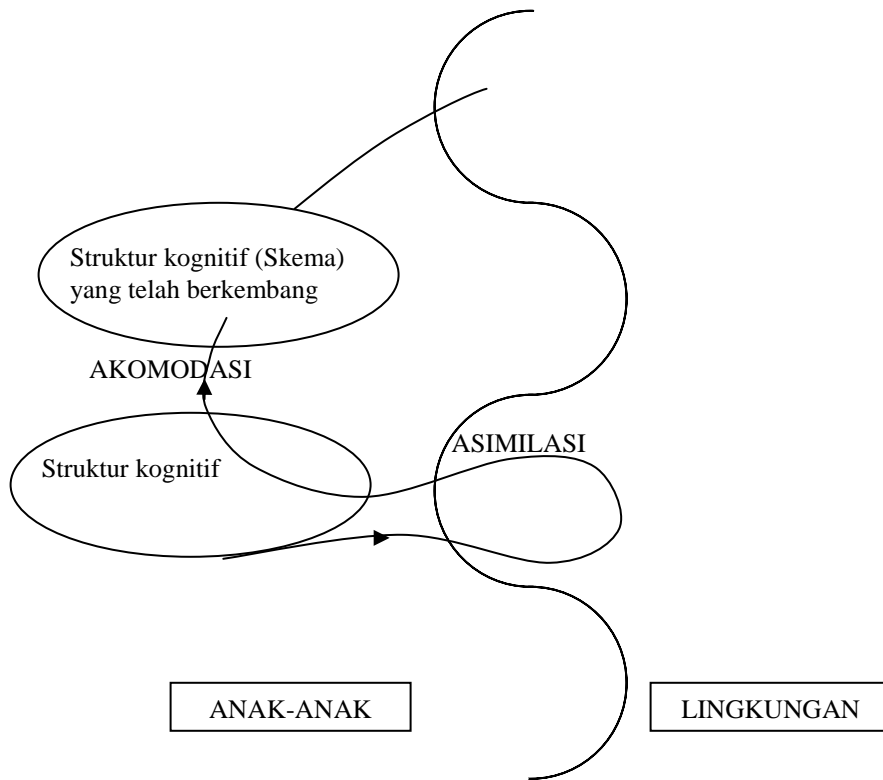 Struktur kognitif (Skema)
yang telah berkembang
AKOMODASI
ASIMILASI
Struktur kognitif
ANAK-ANAK
LINGKUNGAN